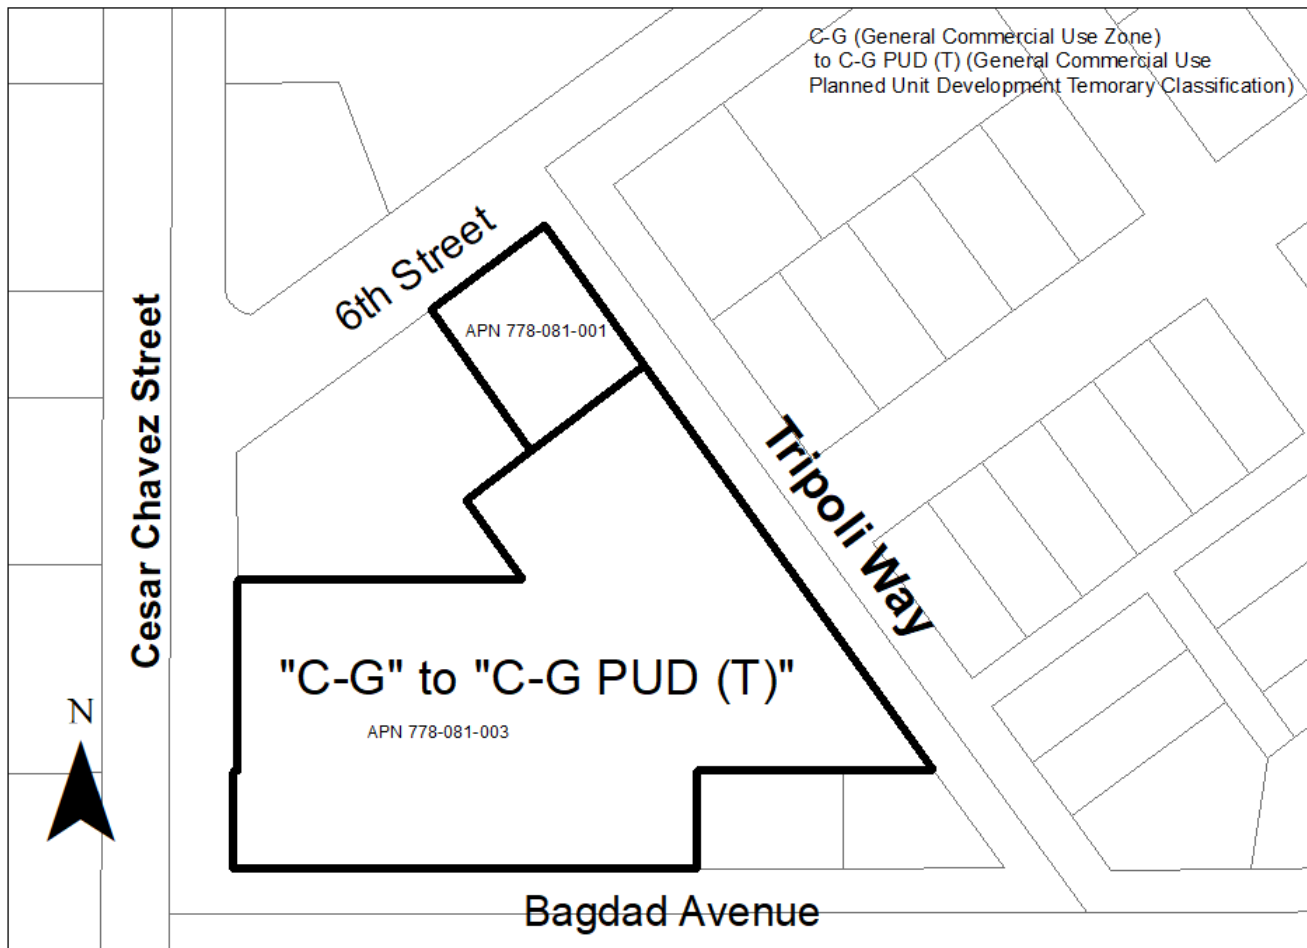 C-G (General Commercial Use Zone)
to C-G PUD (T) (General Commercial Use
Planned Unit Development Temorary Classification)
6th Street
APN 778-081-001
Cesar Chavez Street
Tripoli Way
"C-G" to "C-G PUD (T)"
APN 778-081-003
N
Bagdad Avenue